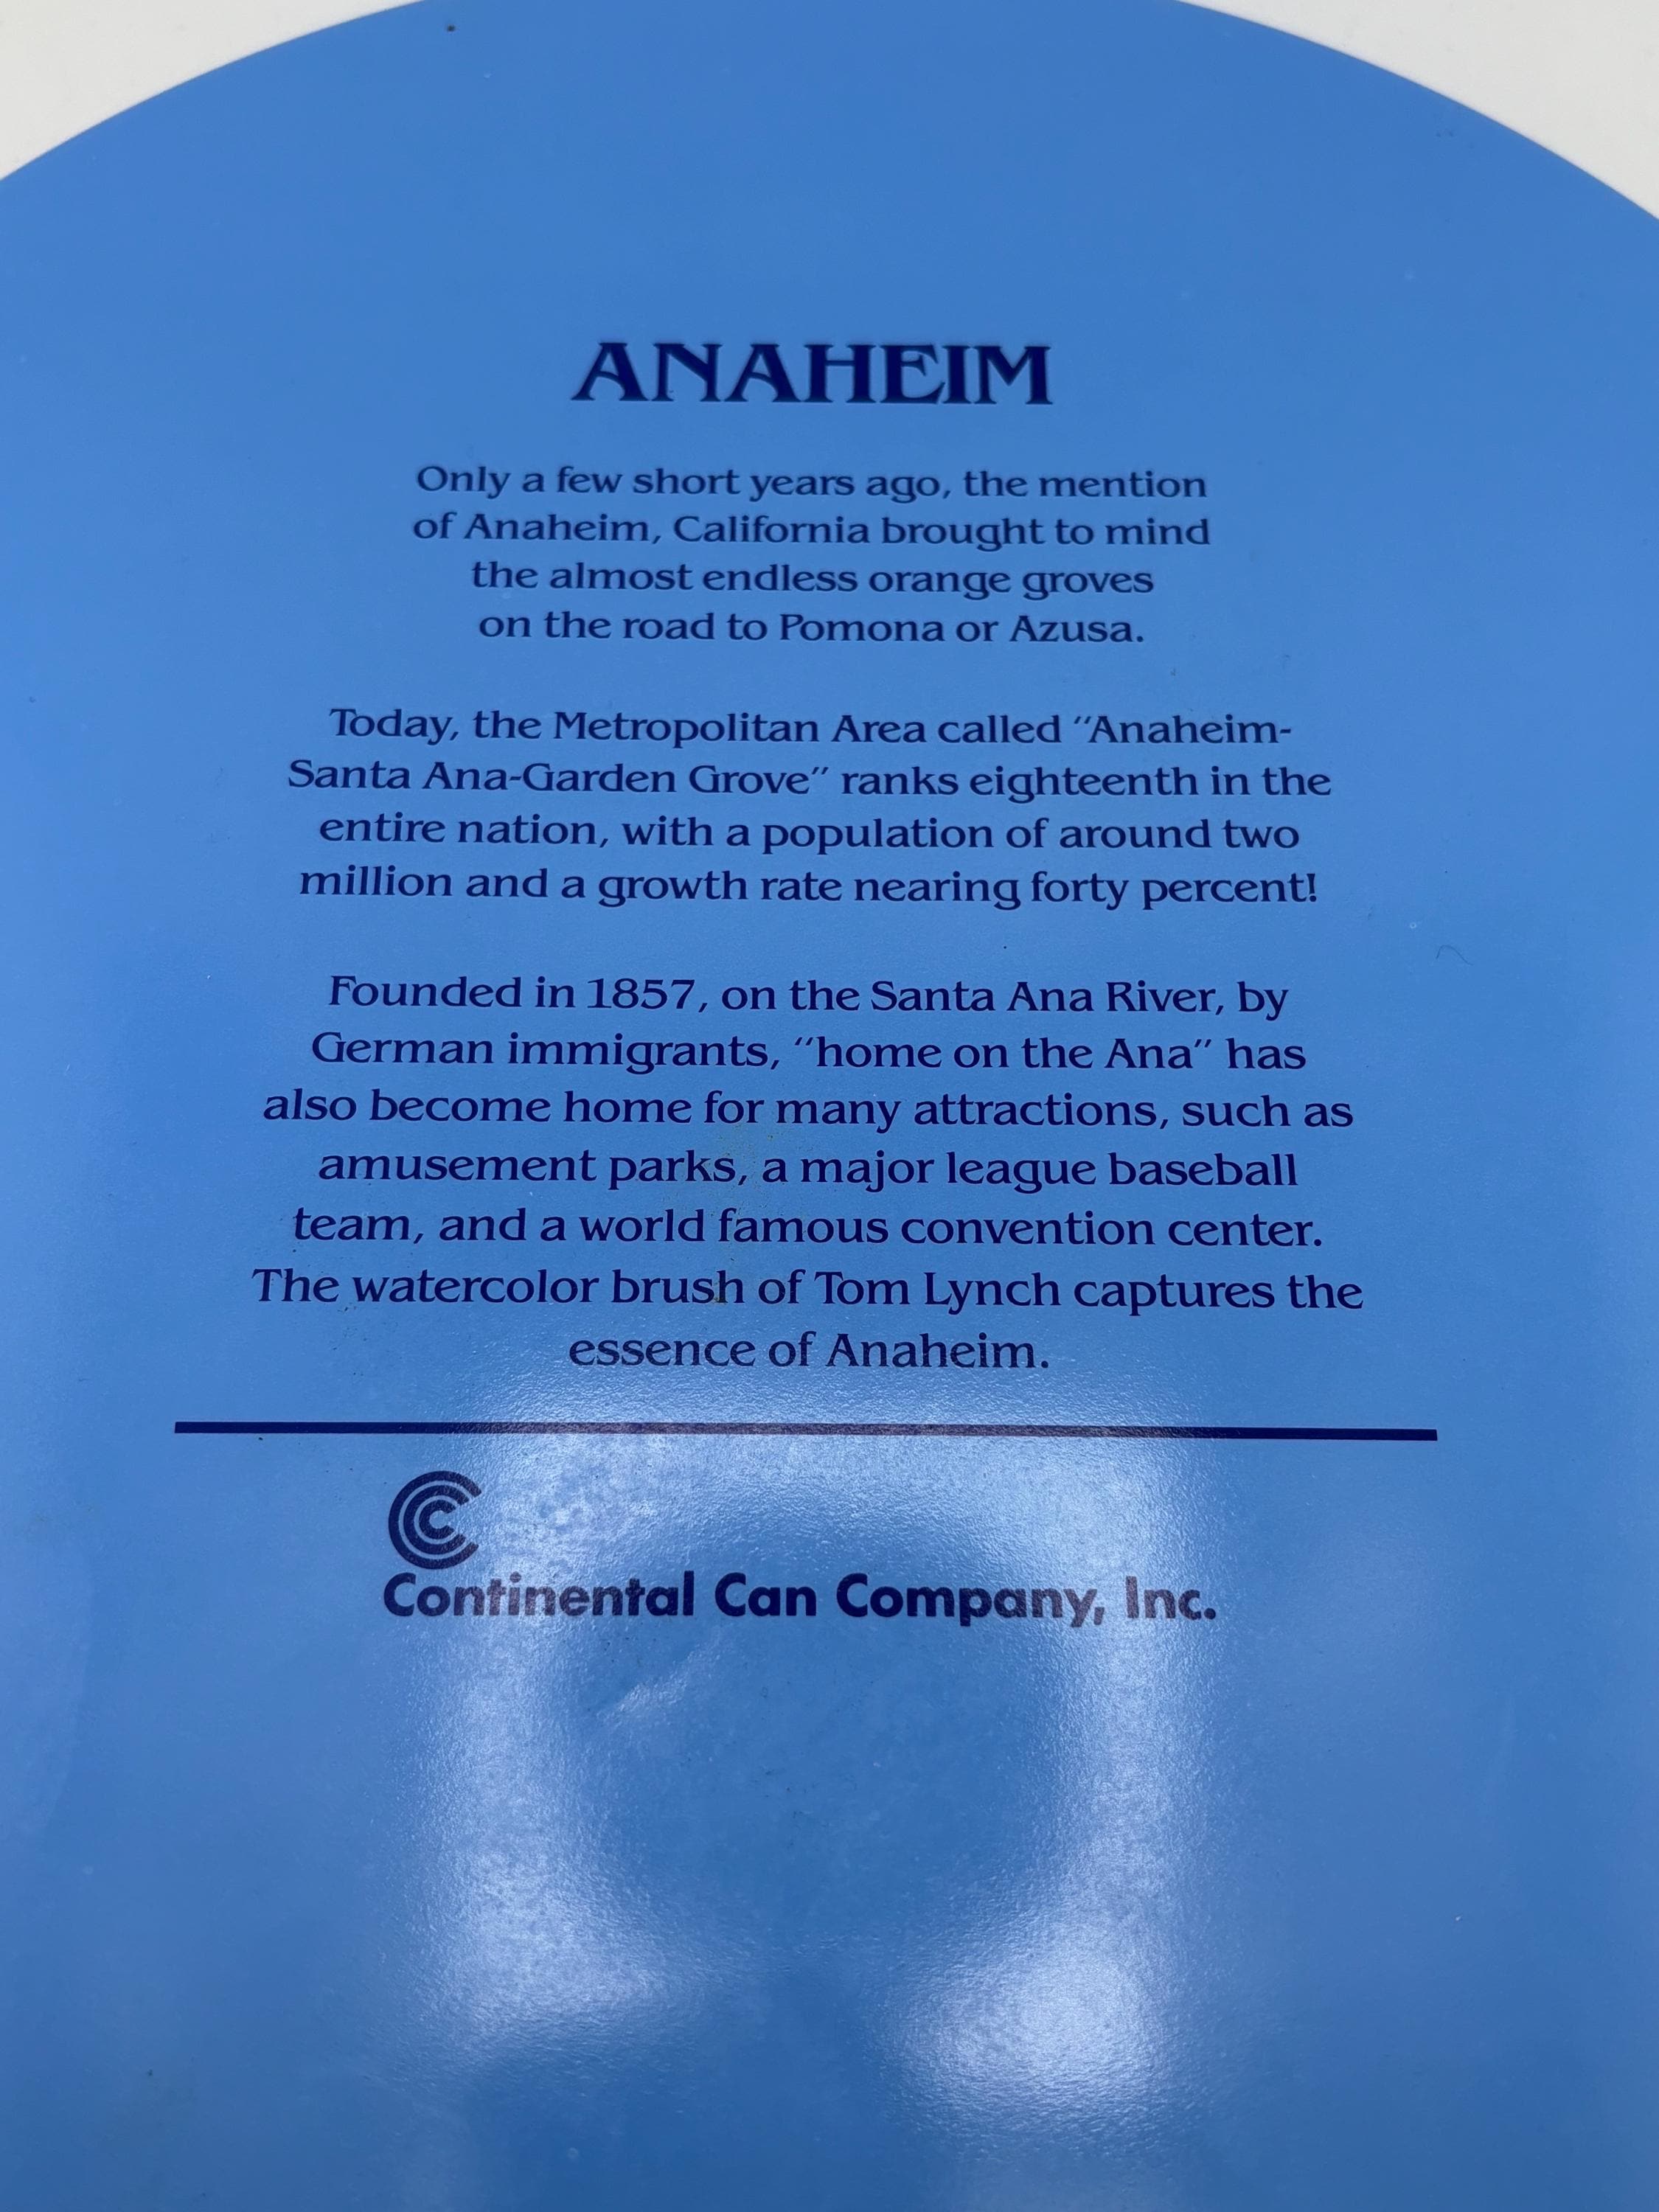 ANAHEIM
Only a few short years ago, the mention
of Anaheim, California brought to mind
the almost endless orange groves
on the road to Pomona or Azusa.
Today, the Metropolitan Area called "Anaheim-
Santa Ana-Garden Grove" ranks eighteenth in the
entire nation, with a population of around two
million and a growth rate nearing forty percent!
Founded in 1857, on the Santa Ana River, by
German immigrants, "home on the Ana" has
also become home for many attractions, such as
amusement parks, a major league baseball
team, and a world famous convention center.
The watercolor brush of Tom Lynch captures the
essence of Anaheim.
CCC
Continental Can Company, Inc.